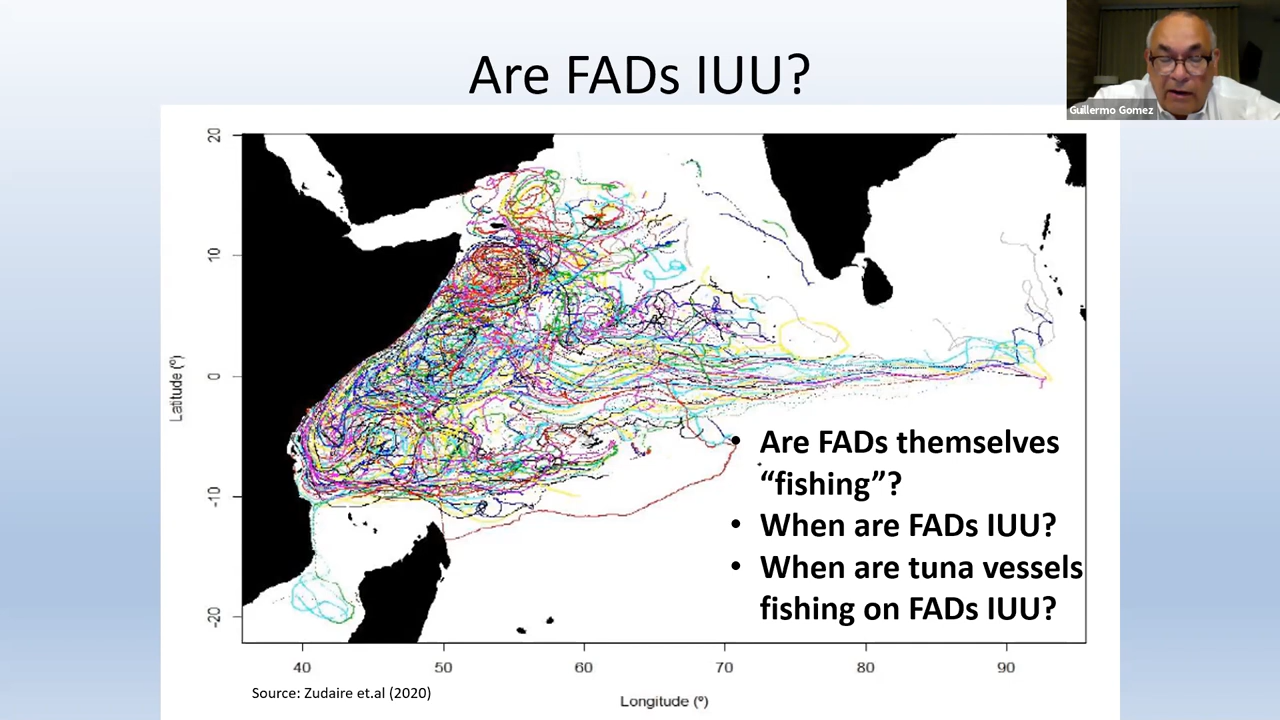 Are FADs IUU?
Guillermo Gomez
20
10
0
-10
-20
Latitude (º)
• Are FADs themselves
“fishing”?
• When are FADs IUU?
• When are tuna vessels
fishing on FADs IUU?
40 50 60 70 80 90
Source: Zudaire et.al (2020)
Longitude (º)